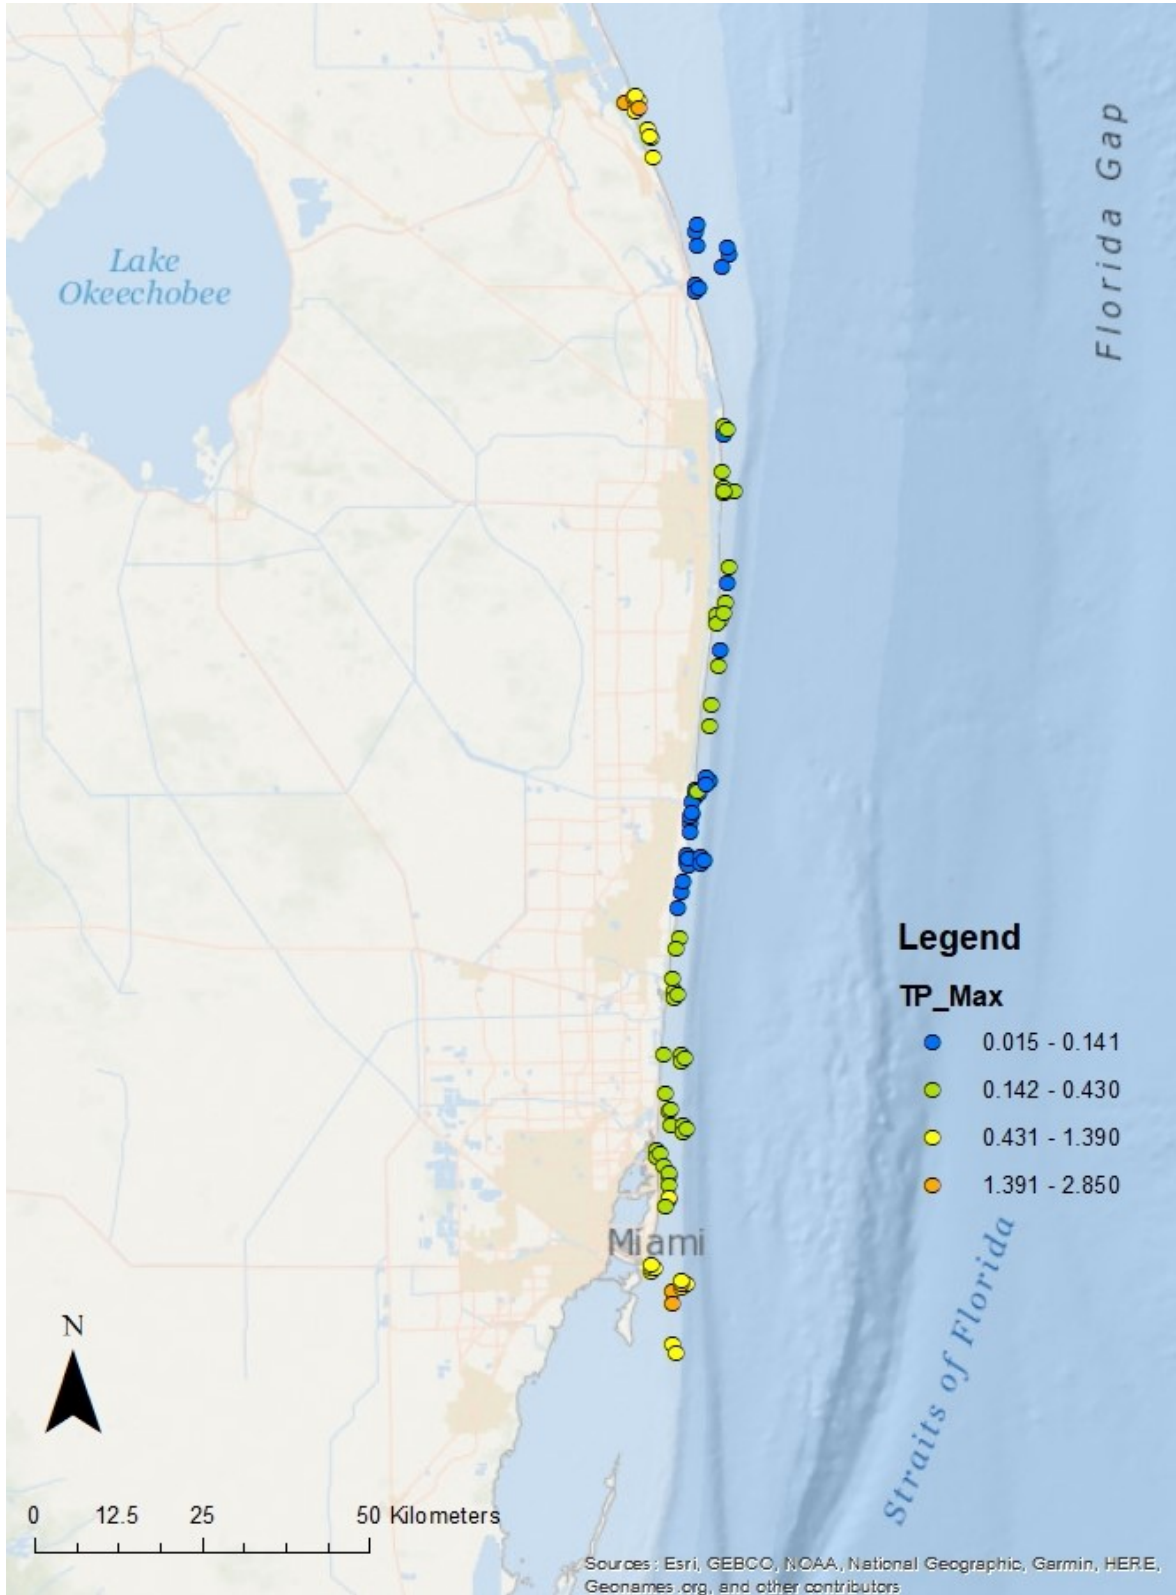 Florida Gap
Lake
Okeechobee
Legend
TP_Max
0.015 - 0.141
0.142 - 0.430
0.431 - 1.390
1.391 - 2.850
Miami
Straits of Florida
N
0 12.5 25 50 Kilometers
Sources: Esri, GEBCO, NOAA, National Geographic, Garmin, HERE,
Geonames.org, and other contributors